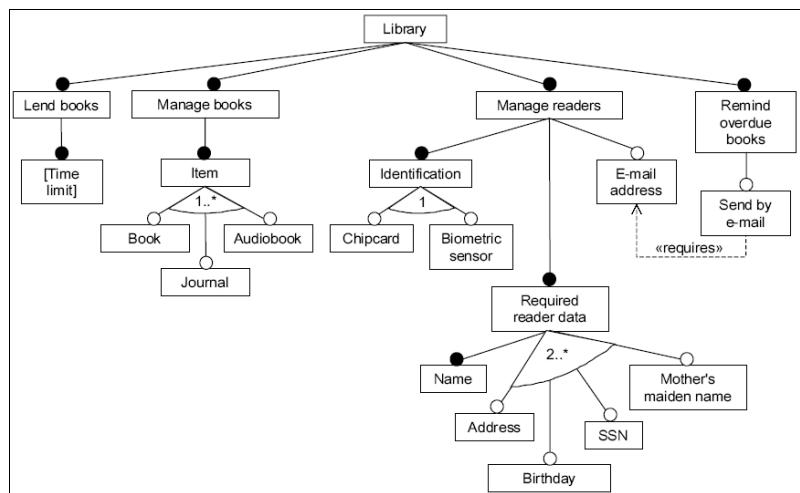 Library
Lend books
Manage books
Manage readers
Remind
overdue
books
[Time
limit]
Item
Identification
E-mail
address
Send by
e-mail
1..*
1
Book
Audiobook
Chipcard
Biometric
sensor
«requires»
Journal
Required
reader data
2..*
Name
Mother's
maiden name
Address
SSN
Birthday